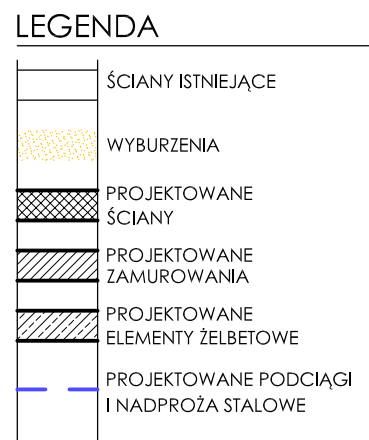 LEGENDA
ŚCIANY ISTNIEJĄCE
WYBURZENIA
PROJEKTOWANE
ŚCIANY
PROJEKTOWANE
ZAMUROWANIA
PROJEKTOWANE
ELEMENTY ŻELBETOWE
PROJEKTOWANE PODCIĄGI
I NADPROŻA STALOWE